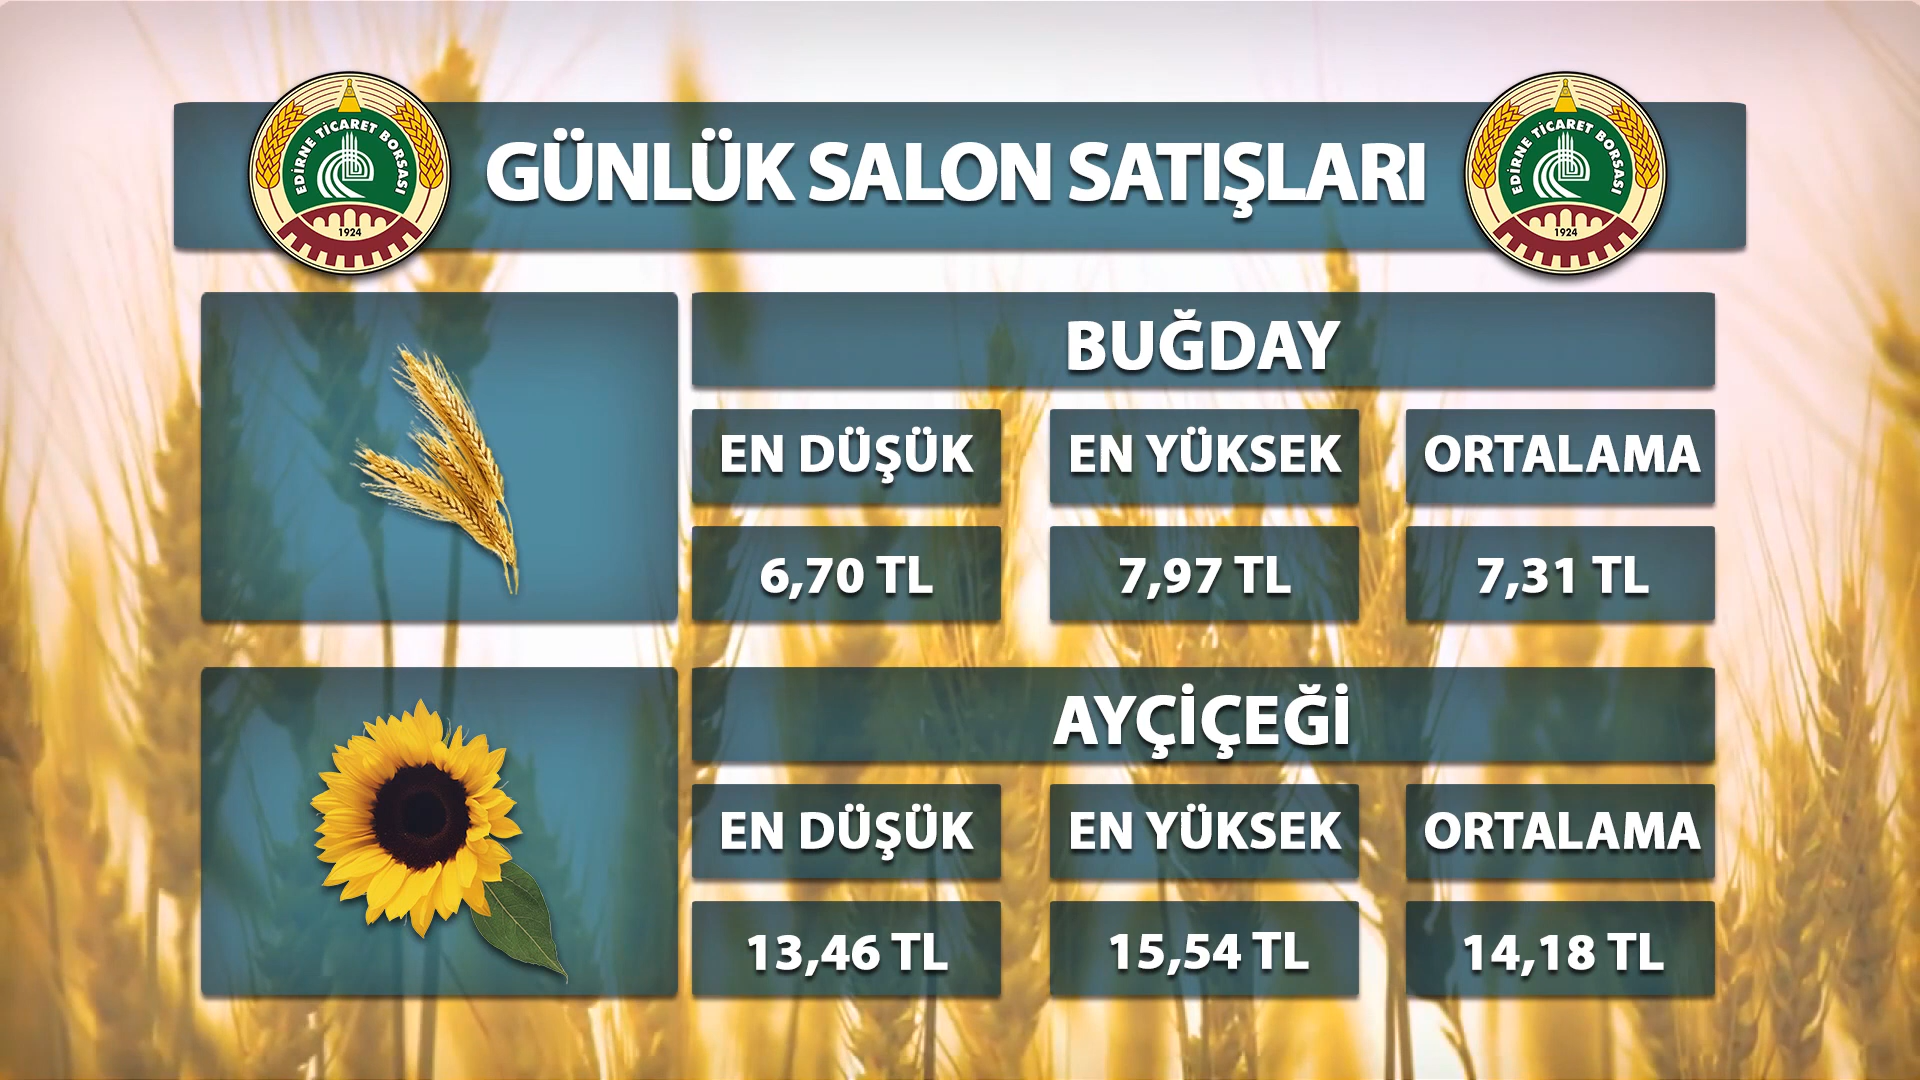 EDİRNE TİCARET BORSASI
1924
GÜNLÜK SALON SATIŞLARI
EDİRNE TİCARET BORSASI
1924
BUĞDAY
EN DÜŞÜK EN YÜKSEK ORTALAMA
6,70 TL 7,97 TL 7,31 TL
AYÇİÇEĞİ
EN DÜŞÜK EN YÜKSEK ORTALAMA
13,46 TL 15,54 TL 14,18 TL